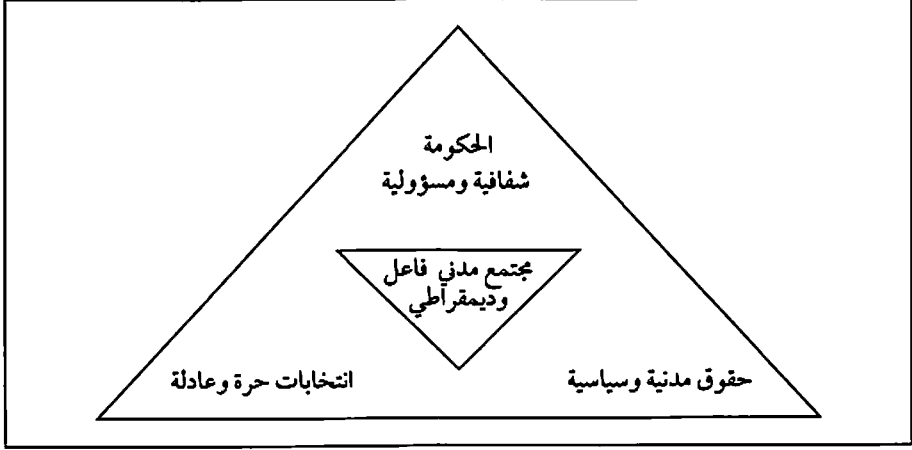 الحكومة
شفافية ومسؤولية
مجتمع مدني فاعل
وديمقراطي
حقوق مدنية وسياسية
انتخابات حرة وعادلة